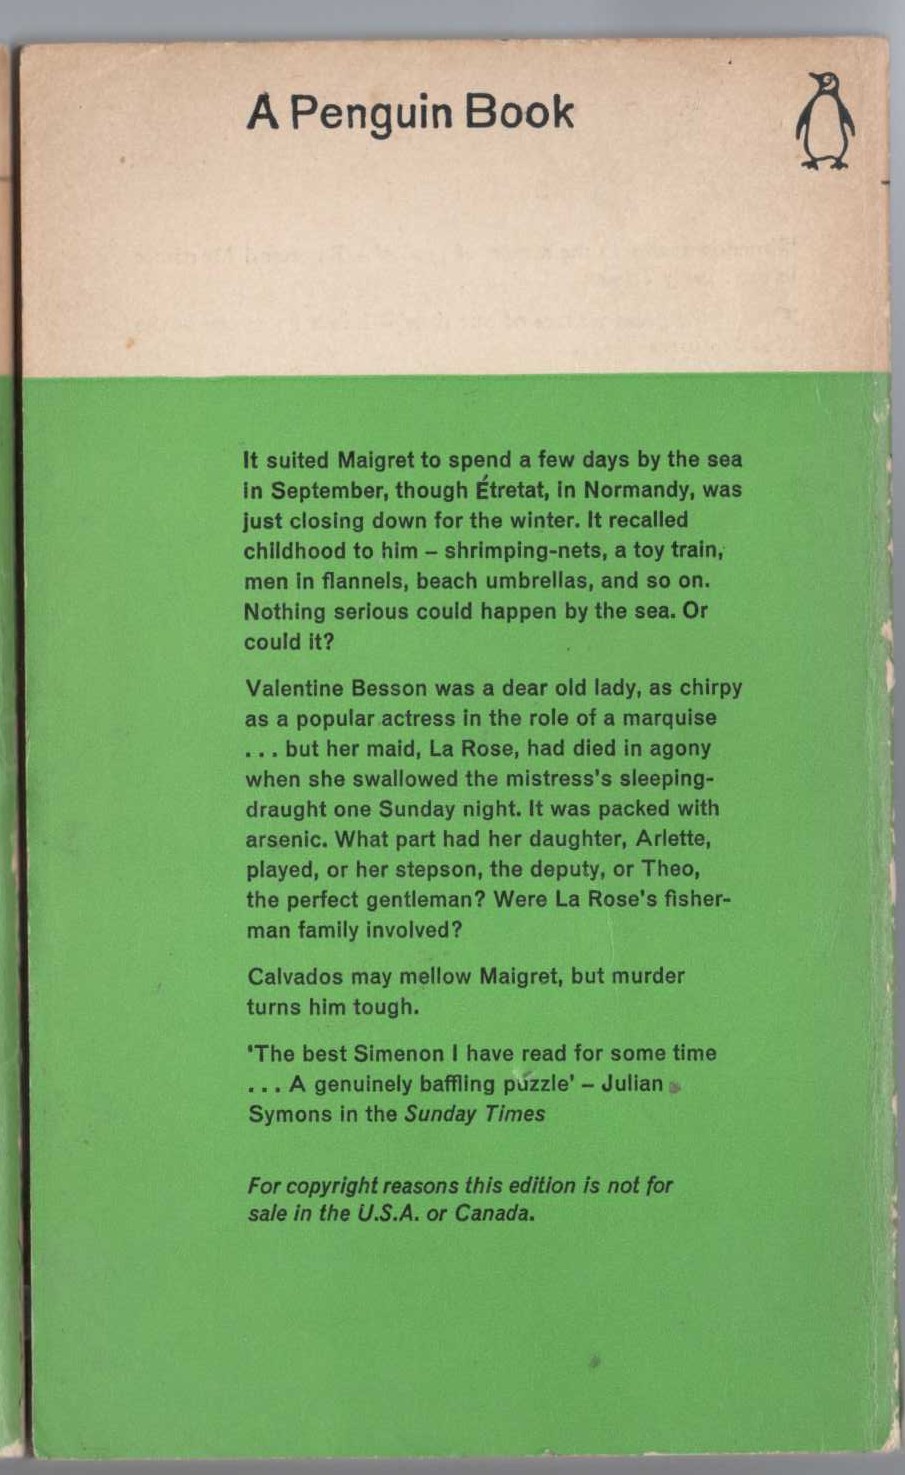 A Penguin Book
It suited Maigret to spend a few days by the sea
in September, though Étretat, in Normandy, was
just closing down for the winter. It recalled
childhood to him – shrimping-nets, a toy train,
men in flannels, beach umbrellas, and so on.
Nothing serious could happen by the sea. Or
could it?
Valentine Besson was a dear old lady, as chirpy
as a popular actress in the role of a marquise
... but her maid, La Rose, had died in agony
when she swallowed the mistress's sleeping-
draught one Sunday night. It was packed with
arsenic. What part had her daughter, Arlette,
played, or her stepson, the deputy, or Theo,
the perfect gentleman? Were La Rose's fisher-
man family involved?
Calvados may mellow Maigret, but murder
turns him tough.
'The best Simenon I have read for some time
... A genuinely baffling puzzle' – Julian
Symons in the Sunday Times
For copyright reasons this edition is not for
sale in the U.S.A. or Canada.